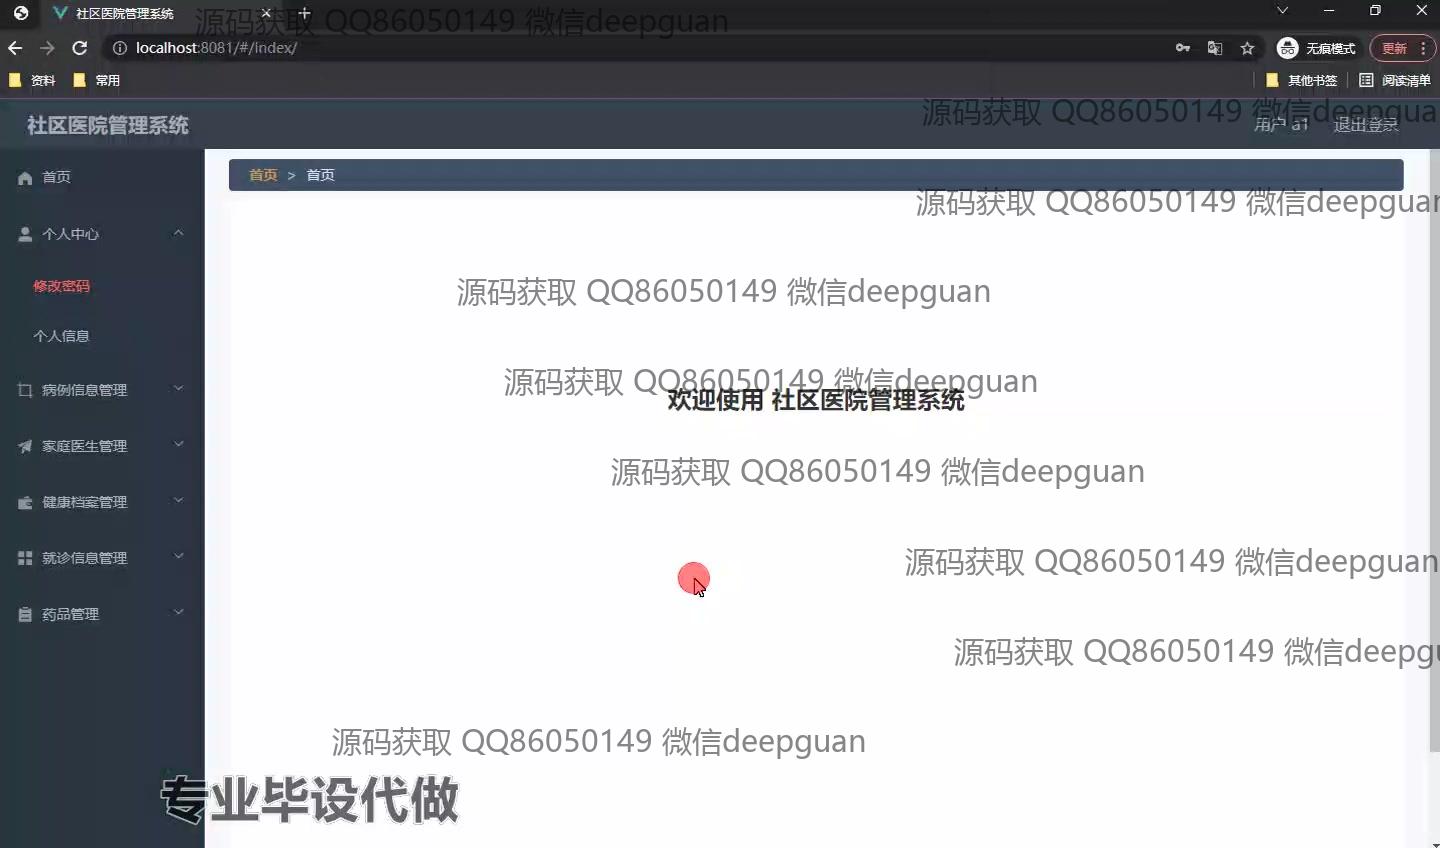 社区医院管理系统
源码获取 QQ86050149 微信deepguan
localhost:8081/#/index/
无痕模式
更新
资料
常用
其他书签
阅读清单
社区医院管理系统
源码获取 QQ86050149 微信deepgua
用户 a1
退出登录
首页
首页 > 首页
源码获取 QQ86050149 微信deepguan
个人中心
修改密码
源码获取 QQ86050149 微信deepguan
个人信息
病例信息管理
源码获取 QQ86050149 微信deepguan
欢迎使用 社区医院管理系统
家庭医生管理
源码获取 QQ86050149 微信deepguan
健康档案管理
就诊信息管理
源码获取 QQ86050149 微信deepguan
药品管理
源码获取 QQ86050149 微信deepgu
源码获取 QQ86050149 微信deepguan
专业毕设代做